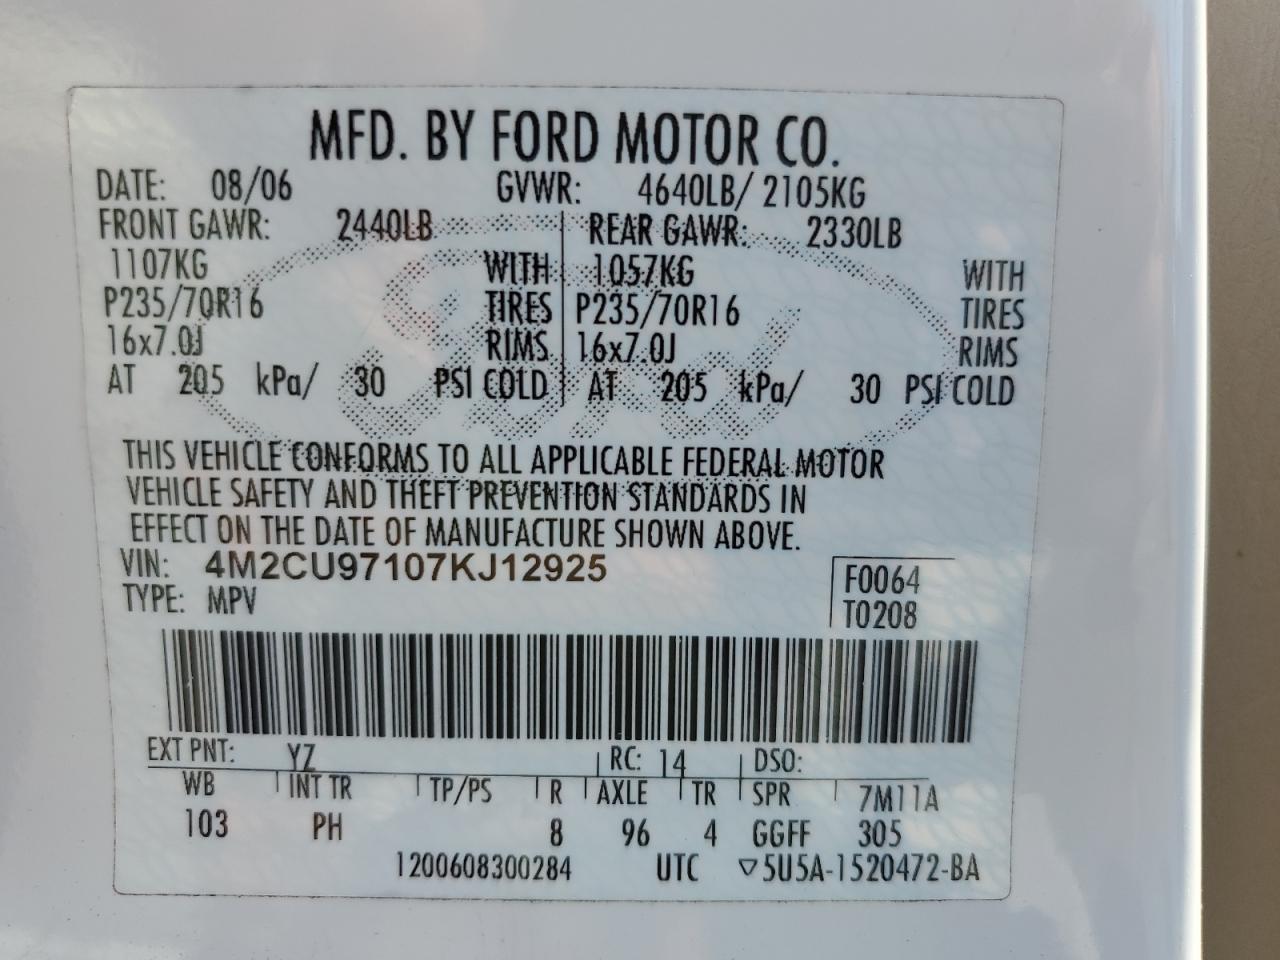 MFD. BY FORD MOTOR CO.
DATE: 08/06 GVWR: 4640LB/ 2105KG
FRONT GAWR: 2440LB REAR GAWR: 2330LB
1107KG WITH 1057KG WITH
P235/70R16 TIRES P235/70R16 TIRES
16x7.0J RIMS 16x7.0J RIMS
AT 205 kPa/ 30 PSI COLD AT 205 kPa/ 30 PSI COLD
THIS VEHICLE CONFORMS TO ALL APPLICABLE FEDERAL MOTOR
VEHICLE SAFETY AND THEFT PREVENTION STANDARDS IN
EFFECT ON THE DATE OF MANUFACTURE SHOWN ABOVE.
VIN: 4M2CU97107KJ12925
TYPE: MPV
F0064
T0208
EXT PNT: YZ RC: 14 DSO:
WB INT TR TP/PS R AXLE TR SPR 7M11A
103 PH 8 96 4 GGFF 305
1200608300284 UTC ▽5U5A-1520472-BA